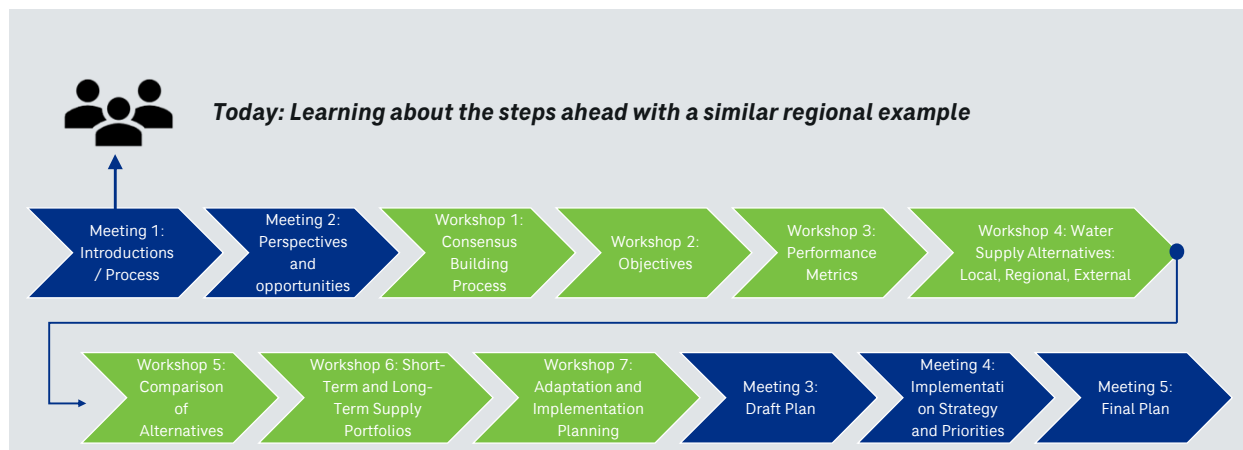 Today: Learning about the steps ahead with a similar regional example
Meeting 1:
Introductions
/ Process
Meeting 2:
Perspectives
and
opportunities
Workshop 1:
Consensus
Building
Process
Workshop 2:
Objectives
Workshop 3:
Performance
Metrics
Workshop 4: Water
Supply Alternatives:
Local, Regional, External
Workshop 5:
Comparison
of
Alternatives
Workshop 6: Short-
Term and Long-
Term Supply
Portfolios
Workshop 7:
Adaptation and
Implementation
Planning
Meeting 3:
Draft Plan
Meeting 4:
Implementati
on Strategy
and Priorities
Meeting 5:
Final Plan